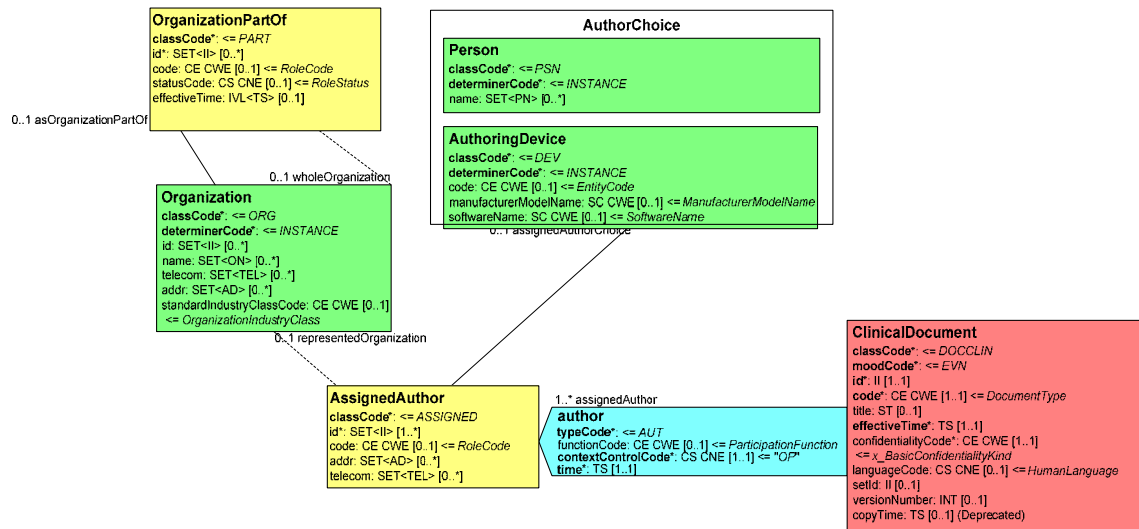 OrganizationPartOf
classCode*: <= PART
id*: SET<II> [0..*]
code: CE CWE [0..1] <= RoleCode
statusCode: CS CNE [0..1] <= RoleStatus
effectiveTime: IVL<TS> [0..1]
0..1 asOrganizationPartOf
0..1 wholeOrganization
Organization
classCode*: <= ORG
determinerCode*: <= INSTANCE
id: SET<II> [0..*]
name: SET<ON> [0..*]
telecom: SET<TEL> [0..*]
addr: SET<AD> [0..*]
standardIndustryClassCode: CE CWE [0..1]
<= OrganizationIndustryClass
0..1 representedOrganization
AuthorChoice
Person
classCode*: <= PSN
determinerCode*: <= INSTANCE
name: SET<PN> [0..*]
AuthoringDevice
classCode*: <= DEV
determinerCode*: <= INSTANCE
code: CE CWE [0..1] <= EntityCode
manufacturerModelName: SC CWE [0..1] <= ManufacturerModelName
softwareName: SC CWE [0..1] <= SoftwareName
0..1 assignedAuthorChoice
AssignedAuthor
classCode*: <= ASSIGNED
id*: SET<II> [1..*]
code: CE CWE [0..1] <= RoleCode
addr: SET<AD> [0..*]
telecom: SET<TEL> [0..*]
1..* assignedAuthor
author
typeCode*: <= AUT
functionCode: CE CWE [0..1] <= ParticipationFunction
contextControlCode*: CS CNE [1..1] <= "OP"
time*: TS [1..1]
ClinicalDocument
classCode*: <= DOCCLIN
moodCode*: <= EVN
id*: II [1..1]
code*: CE CWE [1..1] <= DocumentType
title: ST [0..1]
effectiveTime*: TS [1..1]
confidentialityCode*: CE CWE [1..1]
<= x_BasicConfidentialityKind
languageCode: CS CNE [0..1] <= HumanLanguage
setId: II [0..1]
versionNumber: INT [0..1]
copyTime: TS [0..1] (Deprecated)